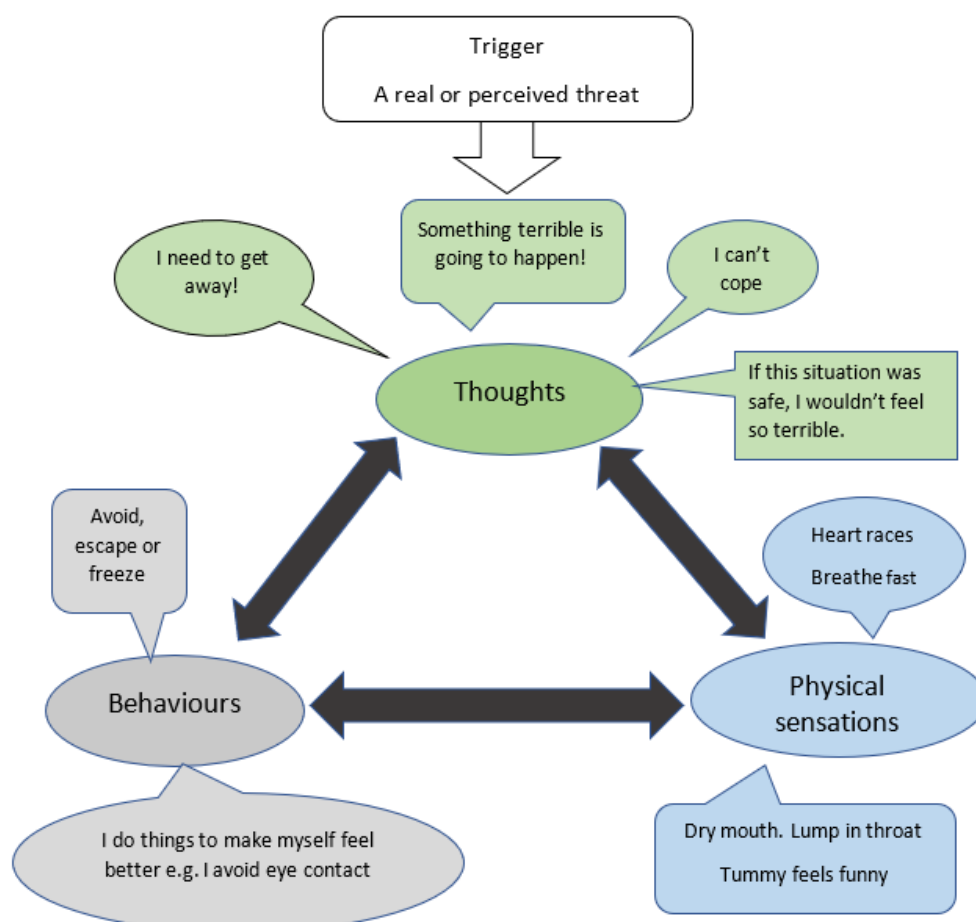 Trigger
A real or perceived threat
Something terrible is
going to happen!
I need to get
away!
I can’t
cope
Thoughts
If this situation was
safe, I wouldn’t feel
so terrible.
Avoid,
escape or
freeze
Heart races
Breathe fast
Behaviours
Physical
sensations
I do things to make myself feel
better e.g. I avoid eye contact
Dry mouth. Lump in throat
Tummy feels funny